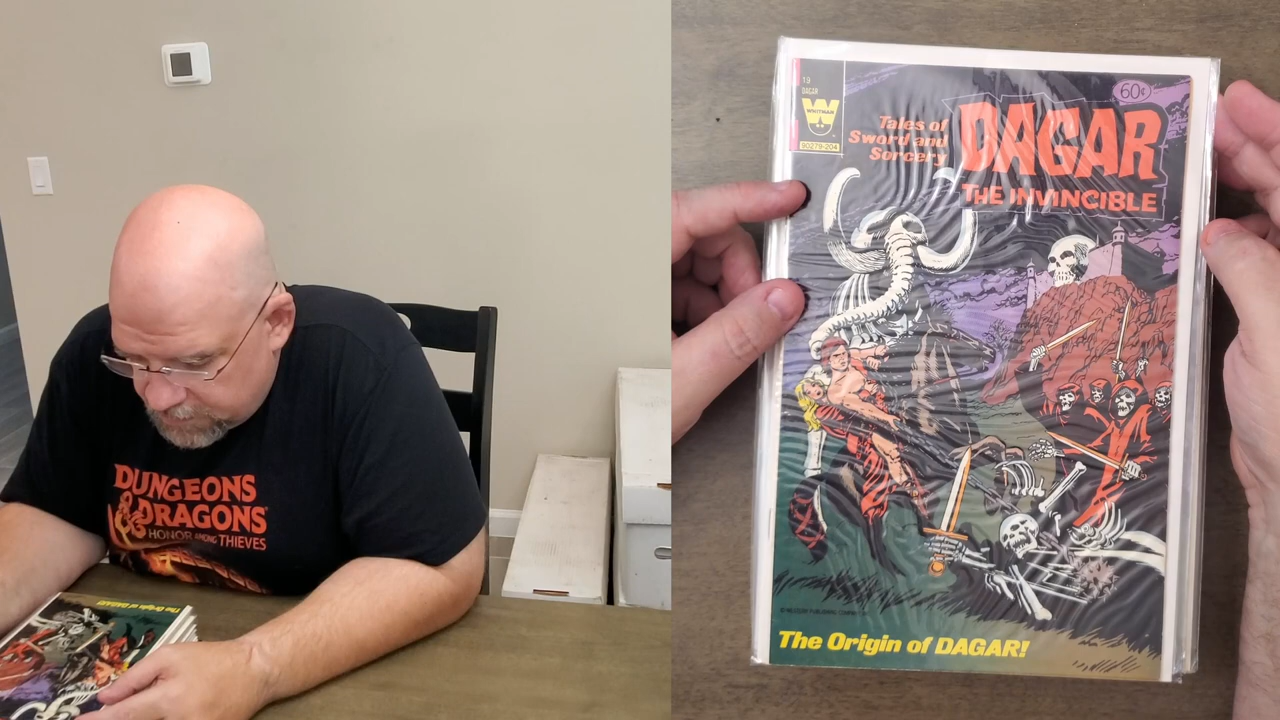 DUNGEONS
& DRAGONS
HONOR AMONG THIEVES
The Origin of DAGAR!
19
DAGAR
WHITMAN
90279-204
60¢
Tales of
Sword and
Sorcery
DAGAR
THE INVINCIBLE
The Origin of DAGAR!